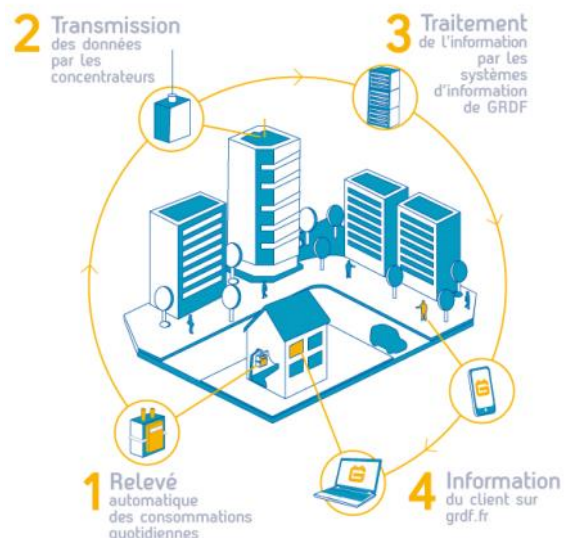 1 Relevé
automatique
des consommations
quotidiennes
2 Transmission
des données
par les
concentrateurs
3 Traitement
de l'information
par les
systèmes
d'information
de GRDF
4 Information
du client sur
grdf.fr